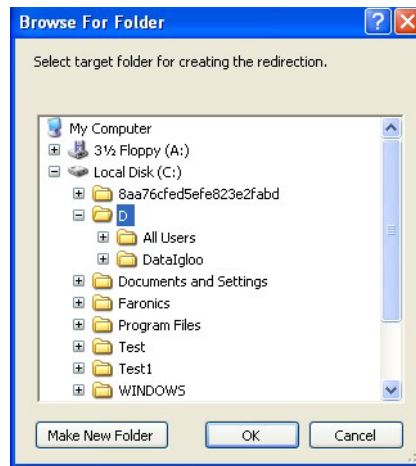 Browse For Folder
Select target folder for creating the redirection.
My Computer
3½ Floppy (A:)
Local Disk (C:)
8aa76cfed5efe823e2fabd
D
All Users
DataIgloo
Documents and Settings
Faronics
Program Files
Test
Test1
WINDOWS
Make New Folder OK Cancel